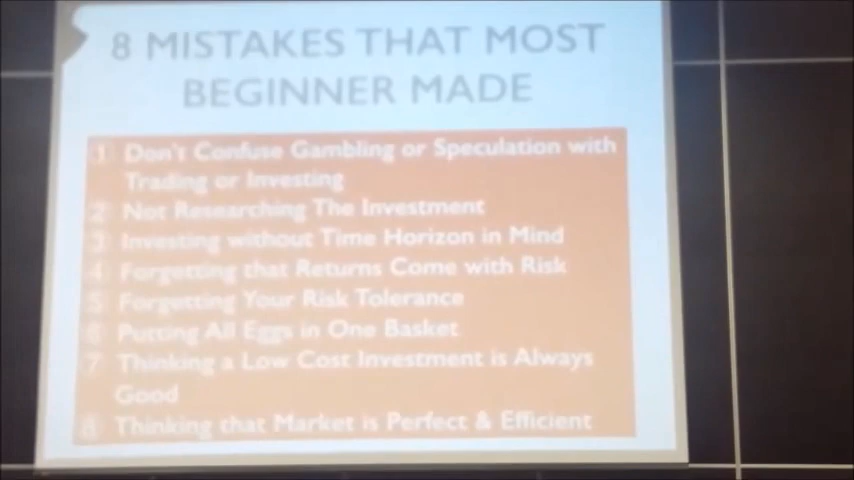 8 MISTAKES THAT MOST
BEGINNER MADE
1 Don't Confuse Gambling or Speculation with
Trading or Investing
2 Not Researching The Investment
3 Investing without Time Horizon in Mind
4 Forgetting that Returns Come with Risk
5 Forgetting Your Risk Tolerance
6 Putting All Eggs in One Basket
7 Thinking a Low Cost Investment is Always
Good
8 Thinking that Market is Perfect & Efficient